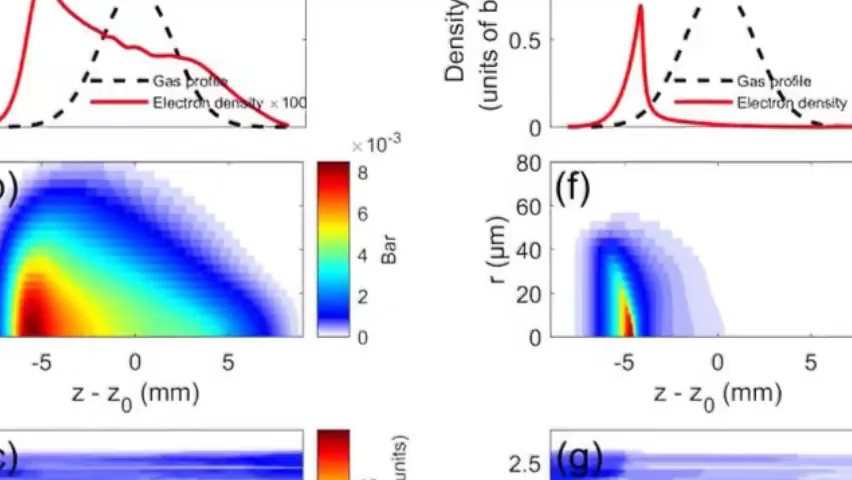 Density
(units of b
0.5
0
Gas profile
Electron density ×100
Gas profile
Electron density
)
×10-3
8
6
4
2
0
Bar
-5 0 5
z - z0 (mm)
(f)
r (μm)
80
60
40
20
0
-5 0 5
z - z0 (mm)
c)
units)
(g)
2.5